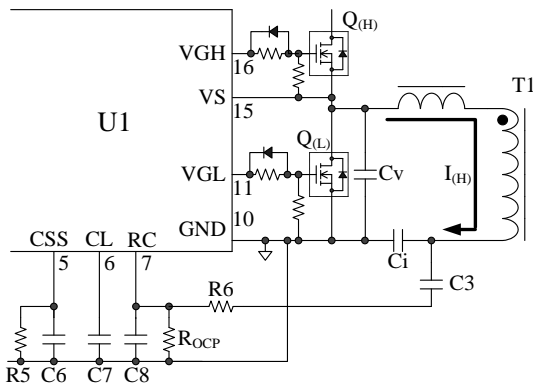 Q(H)
VGH
16
VS
15
T1
U1
Q(L)
VGL
11
Cv
I(H)
10
GND
CSS
CL
RC
5
6
7
Ci
C3
R6
ROCP
R5
C6
C7
C8